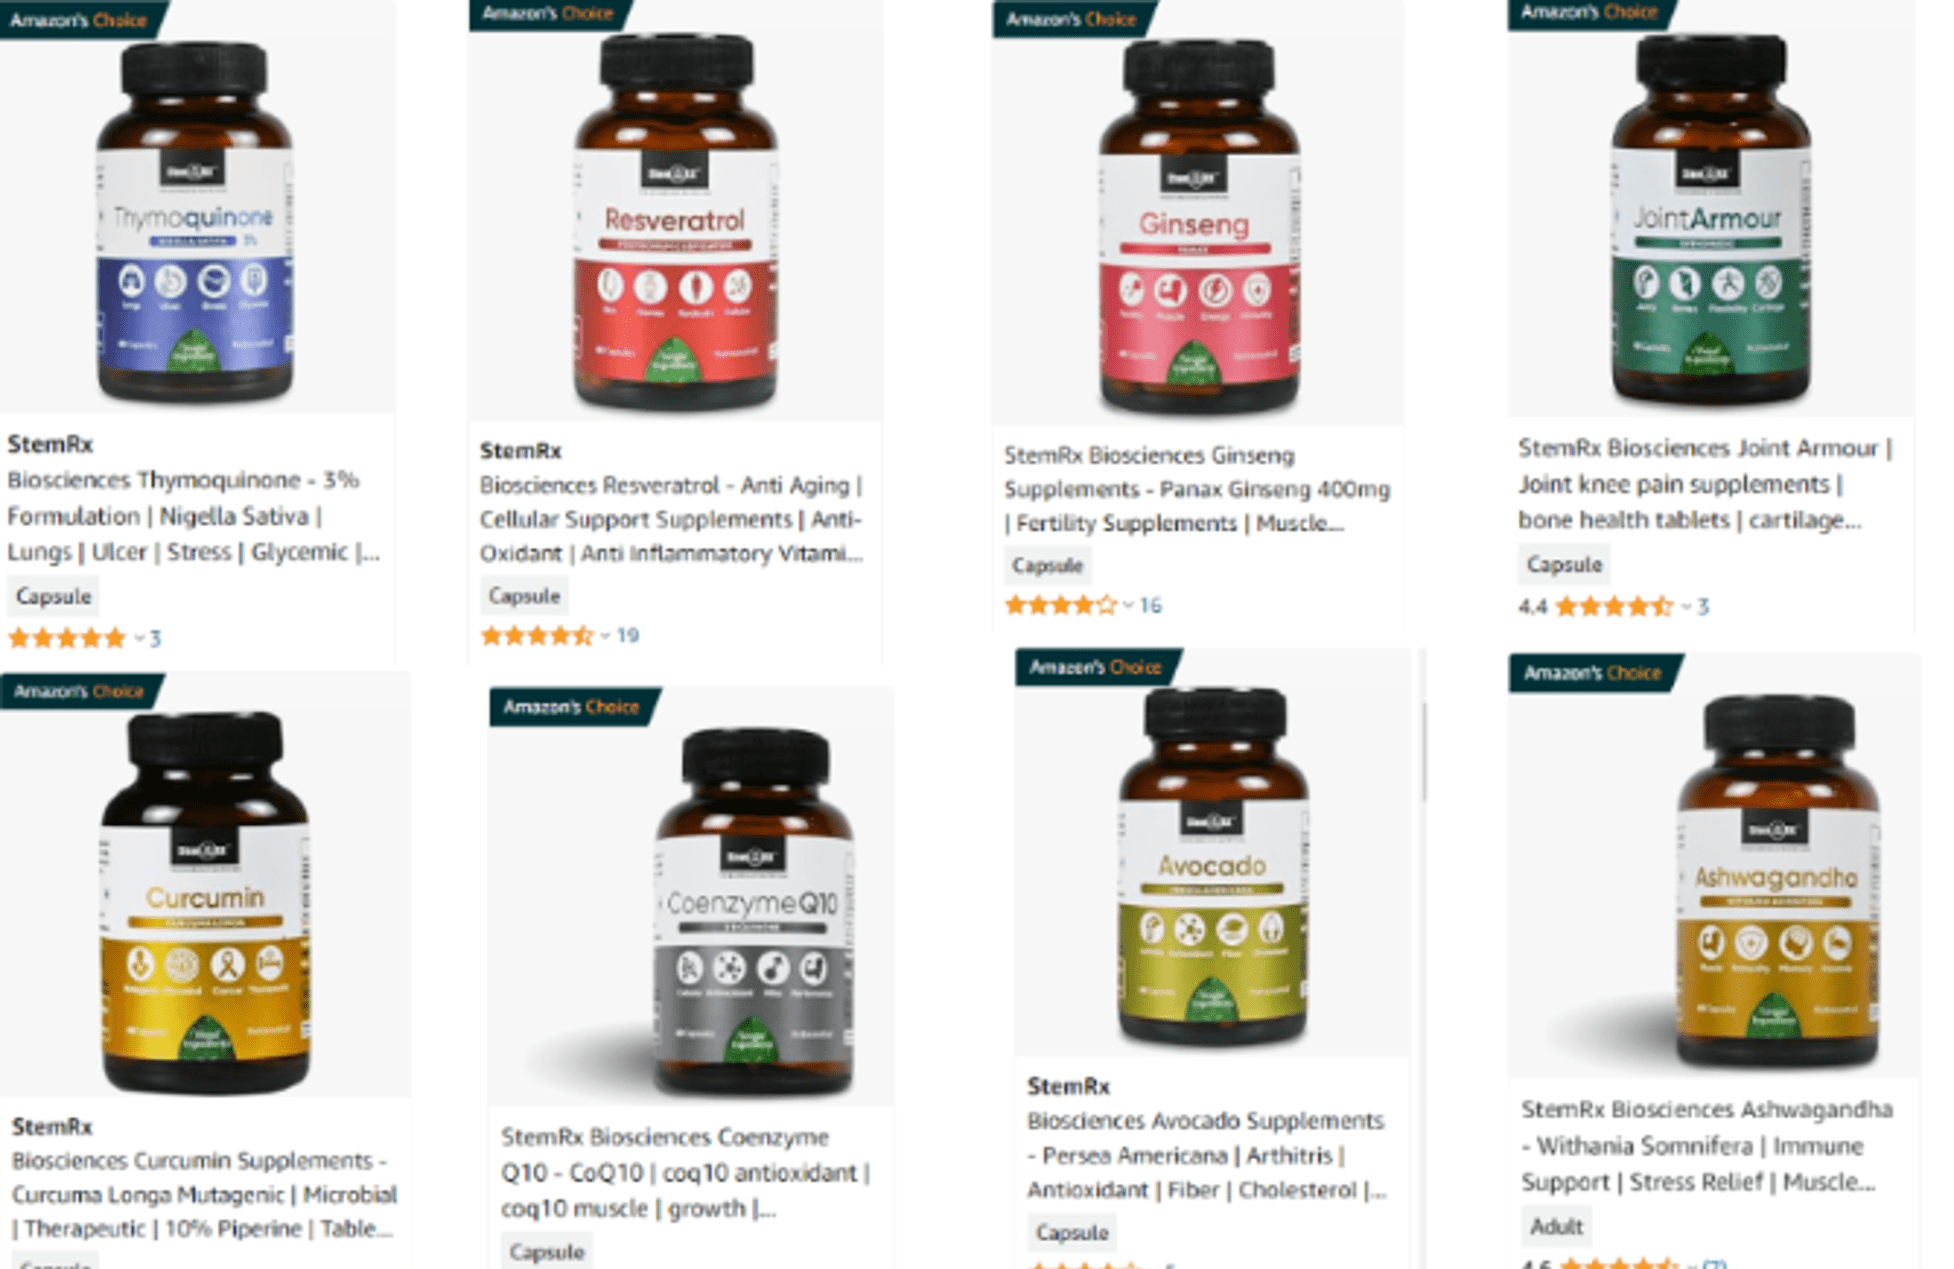 Amazon's Choice
Thymoquinone
3%
StemRx
Biosciences Thymoquinone - 3%
Formulation | Nigella Sativa |
Lungs | Ulcer | Stress | Glycemic |...
Capsule
3
Amazon's Choice
Resveratrol
StemRx
Biosciences Resveratrol - Anti Aging |
Cellular Support Supplements | Anti-
Oxidant | Anti Inflammatory Vitami...
Capsule
19
Amazon's Choice
Ginseng
StemRx Biosciences Ginseng
Supplements - Panax Ginseng 400mg
| Fertility Supplements | Muscle...
Capsule
16
Amazon's Choice
JointArmour
StemRx Biosciences Joint Armour |
Joint knee pain supplements |
bone health tablets | cartilage...
Capsule
4.4 3
Amazon's Choice
Curcumin
StemRx
Biosciences Curcumin Supplements -
Curcuma Longa Mutagenic | Microbial
| Therapeutic | 10% Piperine | Table...
Capsule
Amazon's Choice
Coenzyme Q10
StemRx Biosciences Coenzyme
Q10 - CoQ10 | coq10 antioxidant |
coq10 muscle | growth |...
Capsule
Amazon's Choice
Avocado
StemRx
Biosciences Avocado Supplements
- Persea Americana | Arthitris |
Antioxidant | Fiber | Cholesterol |...
Capsule
Amazon's Choice
Ashwagandha
StemRx Biosciences Ashwagandha
- Withania Somnifera | Immune
Support | Stress Relief | Muscle...
Adult
4.6